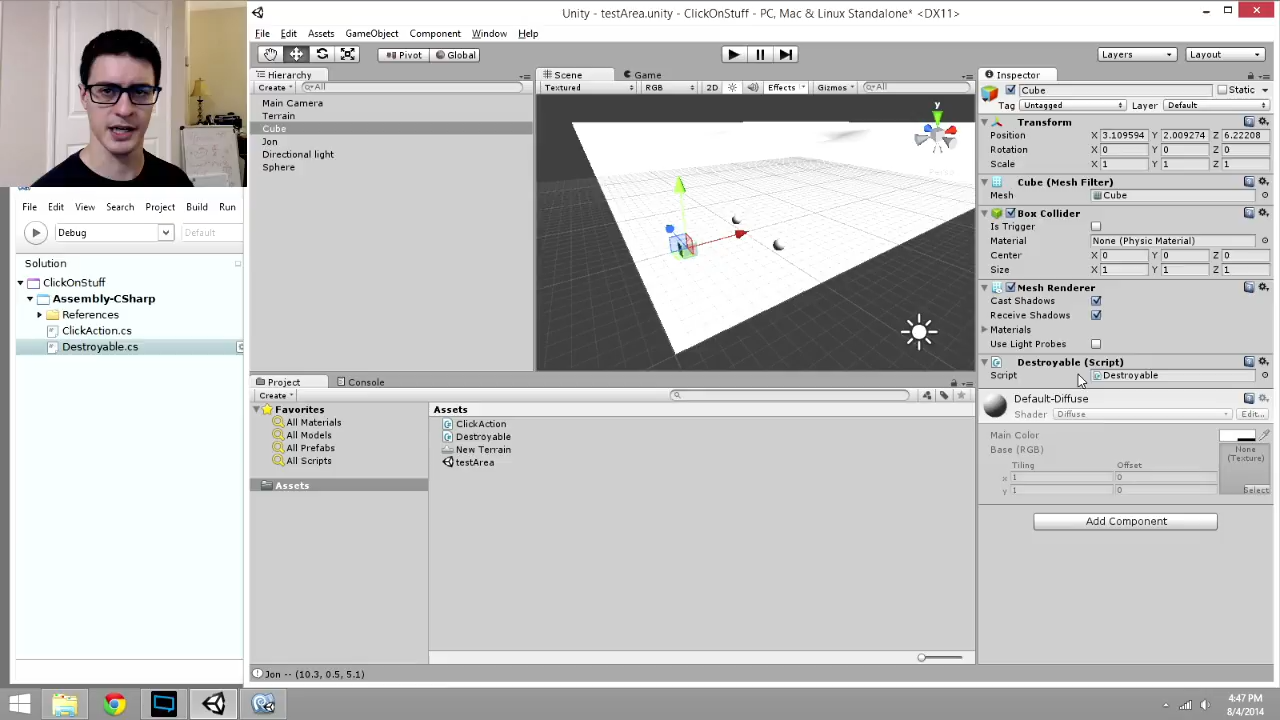 Unity - testArea.unity - ClickOnStuff - PC, Mac & Linux Standalone* <DX11>
File Edit Assets GameObject Component Window Help
Pivot Global
Layers
Layout
Hierarchy
Create All
Main Camera
Terrain
Cube
Jon
Directional light
Sphere
Scene Game
Textured RGB 2D Effects Gizmos All
y
Inspector
Cube Static
Tag Untagged Layer Default
Transform
Position X 3.109594 Y 2.009274 Z 6.22208
Rotation X 0 Y 0 Z 0
Scale X 1 Y 1 Z 1
Cube (Mesh Filter)
Mesh Cube
Box Collider
Is Trigger
Material None (Physic Material)
Center X 0 Y 0 Z 0
Size X 1 Y 1 Z 1
Mesh Renderer
Cast Shadows
Receive Shadows
Materials
Use Light Probes
Destroyable (Script)
Script Destroyable
Default-Diffuse
Shader Diffuse Edit...
Main Color
Base (RGB)
None
(Texture)
Tiling Offset
x 1 0
y 1 0
Select
Add Component
File Edit View Search Project Build Run
Debug Default
Solution
ClickOnStuff
Assembly-CSharp
References
ClickAction.cs
Destroyable.cs
Project Console
Create
Favorites
All Materials
All Models
All Prefabs
All Scripts
Assets
Assets
ClickAction
Destroyable
New Terrain
testArea
Jon -- (10.3, 0.5, 5.1)
4:47 PM
8/4/2014